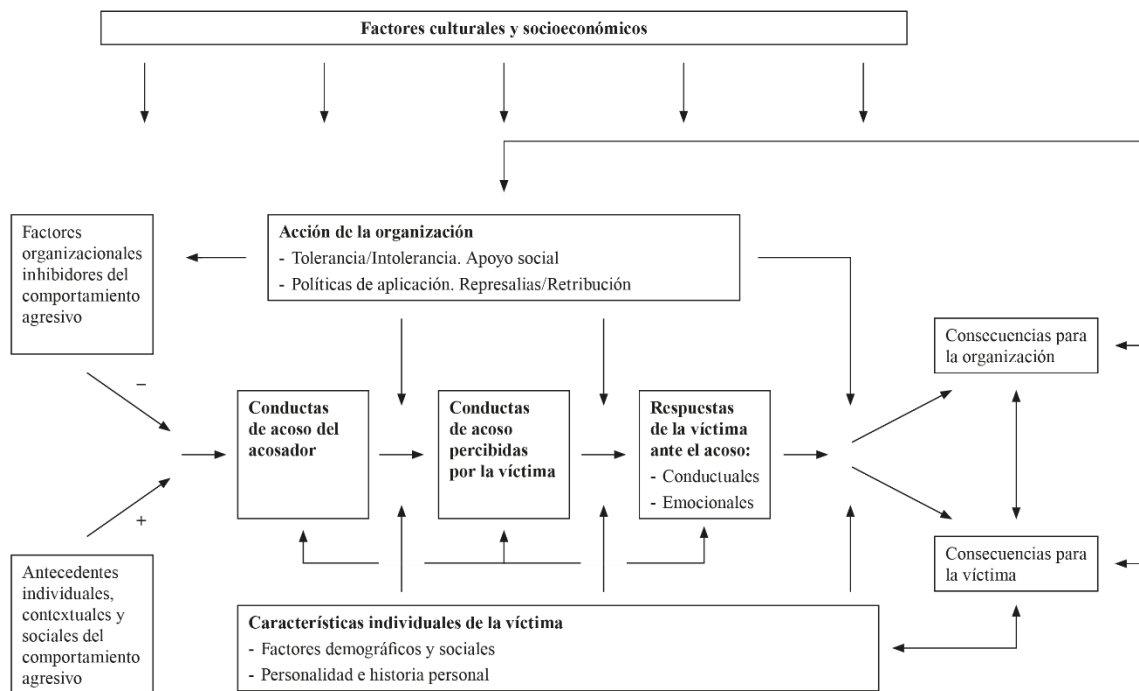 Factores culturales y socioeconómicos
Factores
organizacionales
inhibidores del
comportamiento
agresivo
Acción de la organización
- Tolerancia/Intolerancia. Apoyo social
- Políticas de aplicación. Represalias/Retribución
Consecuencias para
la organización
–
Conductas
de acoso del
acosador
Conductas
de acoso
percibidas
por la víctima
Respuestas
de la víctima
ante el acoso:
- Conductuales
- Emocionales
+
Antecedentes
individuales,
contextuales y
sociales del
comportamiento
agresivo
Consecuencias para
la víctima
Características individuales de la víctima
- Factores demográficos y sociales
- Personalidad e historia personal